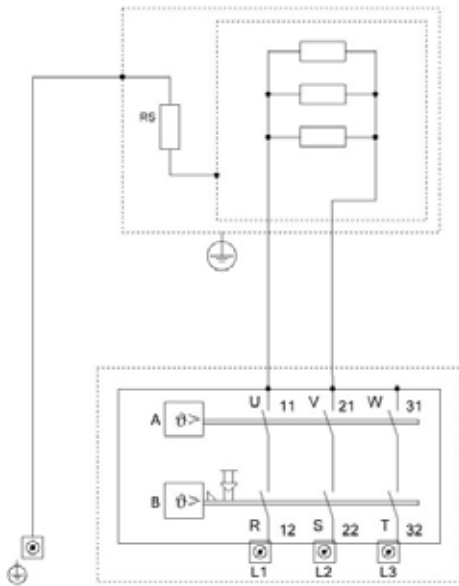 RS
U 11 V 21 W 31
A ϑ>
B ϑ>
R 12 S 22 T 32
L1 L2 L3